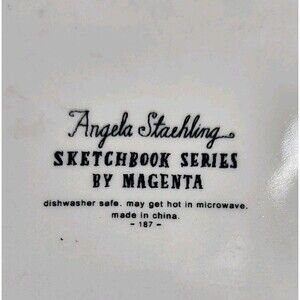 Angela Staehling
SKETCHBOOK SERIES
BY MAGENTA
dishwasher safe. may get hot in microwave.
made in china.
- 187 -